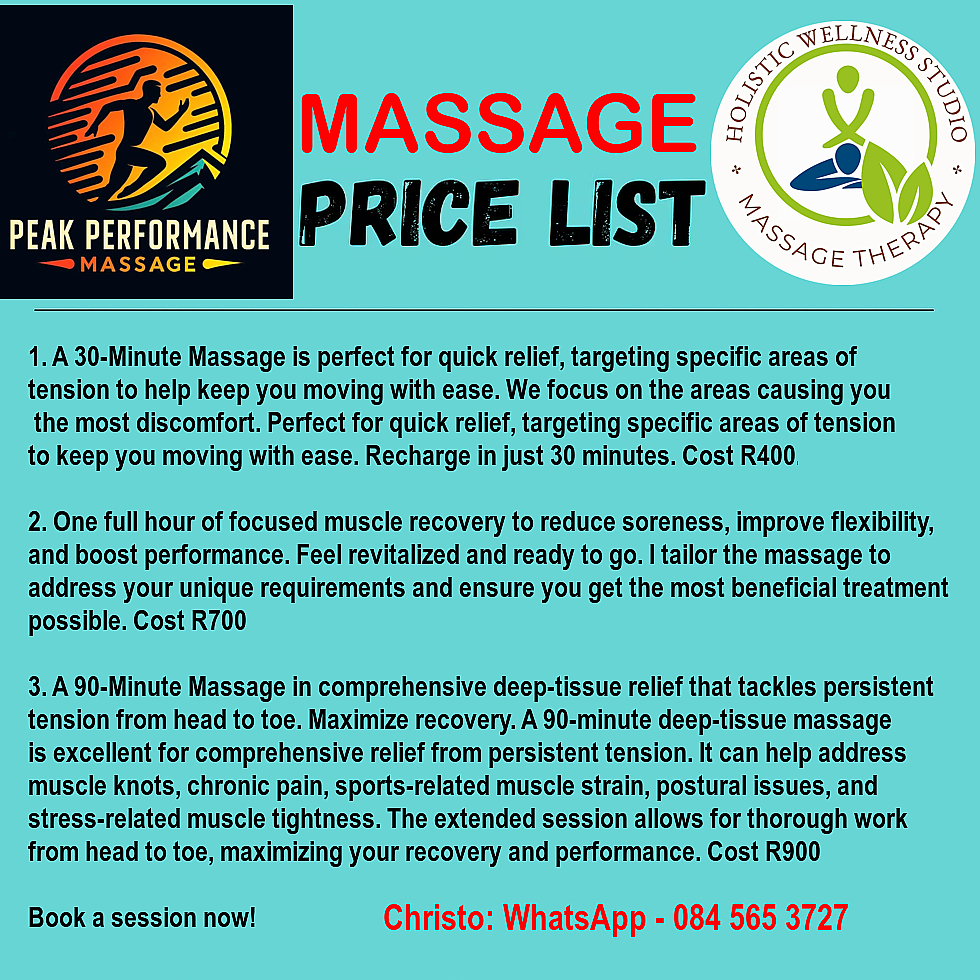 PEAK PERFORMANCE
MASSAGE
MASSAGE
PRICE LIST
HOLISTIC WELLNESS STUDIO
MASSAGE THERAPY
1. A 30-Minute Massage is perfect for quick relief, targeting specific areas of
tension to help keep you moving with ease. We focus on the areas causing you
the most discomfort. Perfect for quick relief, targeting specific areas of tension
to keep you moving with ease. Recharge in just 30 minutes. Cost R400.
2. One full hour of focused muscle recovery to reduce soreness, improve flexibility,
and boost performance. Feel revitalized and ready to go. I tailor the massage to
address your unique requirements and ensure you get the most beneficial treatment
possible. Cost R700
3. A 90-Minute Massage in comprehensive deep-tissue relief that tackles persistent
tension from head to toe. Maximize recovery. A 90-minute deep-tissue massage
is excellent for comprehensive relief from persistent tension. It can help address
muscle knots, chronic pain, sports-related muscle strain, postural issues, and
stress-related muscle tightness. The extended session allows for thorough work
from head to toe, maximizing your recovery and performance. Cost R900
Book a session now!
Christo: WhatsApp - 084 565 3727